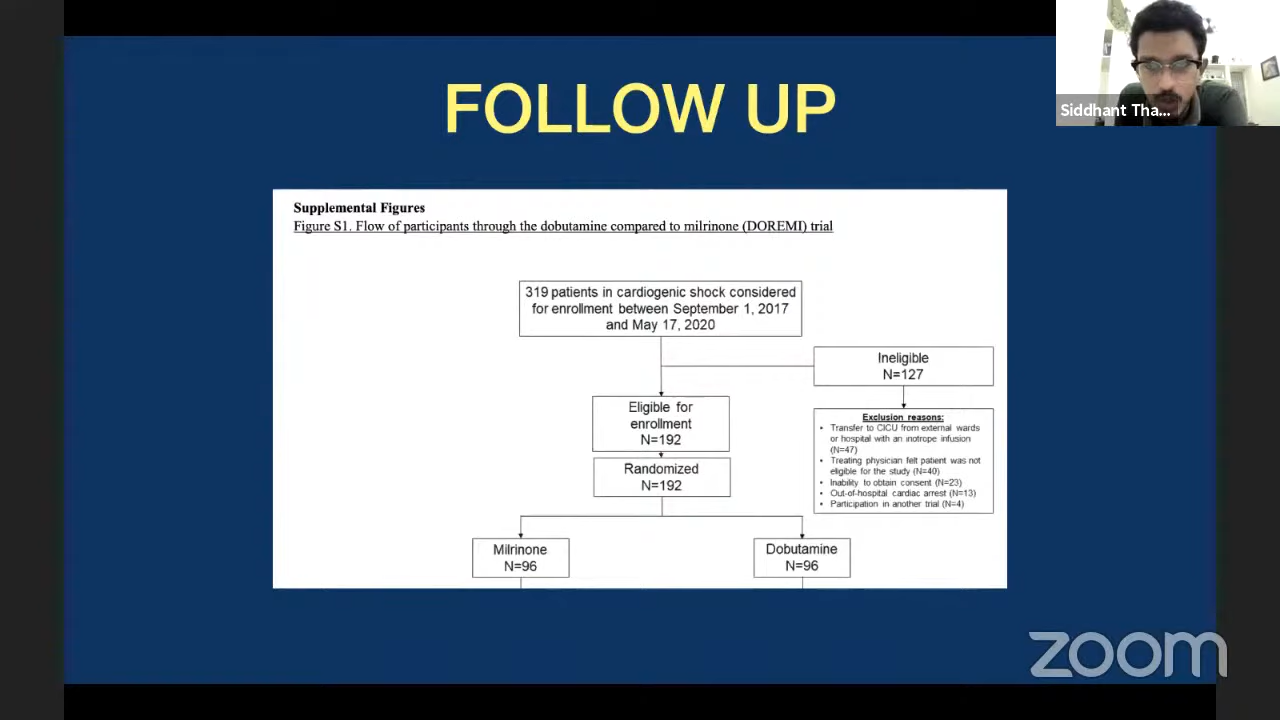 FOLLOW UP
Siddhant Tha...
Supplemental Figures
Figure S1. Flow of participants through the dobutamine compared to milrinone (DOREMI) trial
319 patients in cardiogenic shock considered
for enrollment between September 1, 2017
and May 17, 2020
Ineligible
N=127
Eligible for
enrollment
N=192
Exclusion reasons:
• Transfer to CICU from external wards
or hospital with an inotrope infusion
(N=47)
• Treating physician felt patient was not
eligible for the study (N=40)
• Inability to obtain consent (N=23)
• Out-of-hospital cardiac arrest (N=13)
• Participation in another trial (N=4)
Randomized
N=192
Milrinone
N=96
Dobutamine
N=96
zoom